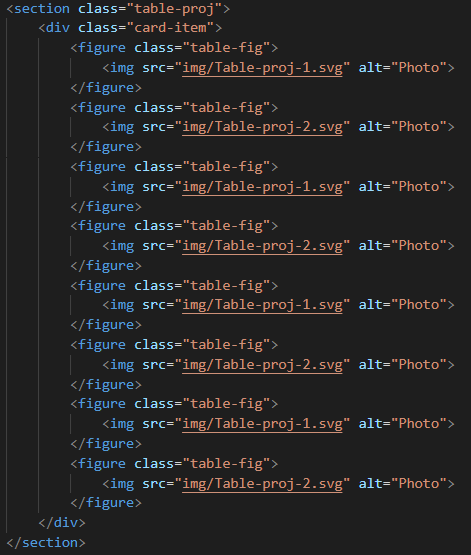 <section class="table-proj">
<div class="card-item">
<figure class="table-fig">
<img src="img/Table-proj-1.svg" alt="Photo">
</figure>
<figure class="table-fig">
<img src="img/Table-proj-2.svg" alt="Photo">
</figure>
<figure class="table-fig">
<img src="img/Table-proj-1.svg" alt="Photo">
</figure>
<figure class="table-fig">
<img src="img/Table-proj-2.svg" alt="Photo">
</figure>
<figure class="table-fig">
<img src="img/Table-proj-1.svg" alt="Photo">
</figure>
<figure class="table-fig">
<img src="img/Table-proj-2.svg" alt="Photo">
</figure>
<figure class="table-fig">
<img src="img/Table-proj-1.svg" alt="Photo">
</figure>
<figure class="table-fig">
<img src="img/Table-proj-2.svg" alt="Photo">
</figure>
</div>
</section>